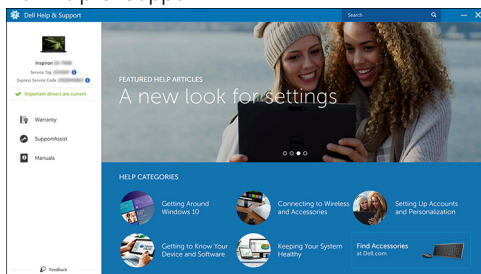 Dell Help & Support
Search
Inspiron
Service Tag
Express Service Code
Important drivers are current
Warranty
SupportAssist
Manuals
Feedback
FEATURED HELP ARTICLES
A new look for settings
HELP CATEGORIES
Getting Around
Windows 10
Connecting to Wireless
and Accessories
Setting Up Accounts
and Personalization
Getting to Know Your
Device and Software
Keeping Your System
Healthy
Find Accessories
at Dell.com